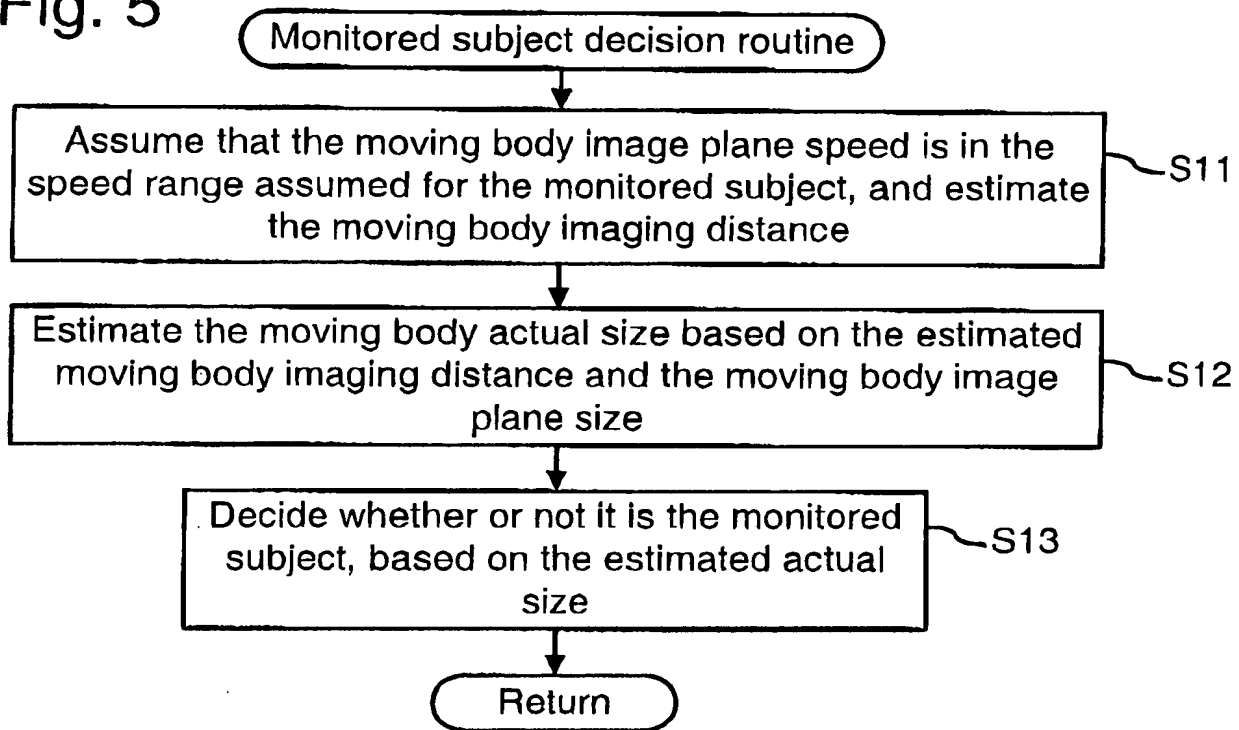 Fig. 5
Monitored subject decision routine
Assume that the moving body image plane speed is in the
speed range assumed for the monitored subject, and estimate
the moving body imaging distance
S11
Estimate the moving body actual size based on the estimated
moving body imaging distance and the moving body image
plane size
S12
Decide whether or not it is the monitored
subject, based on the estimated actual
size
S13
Return